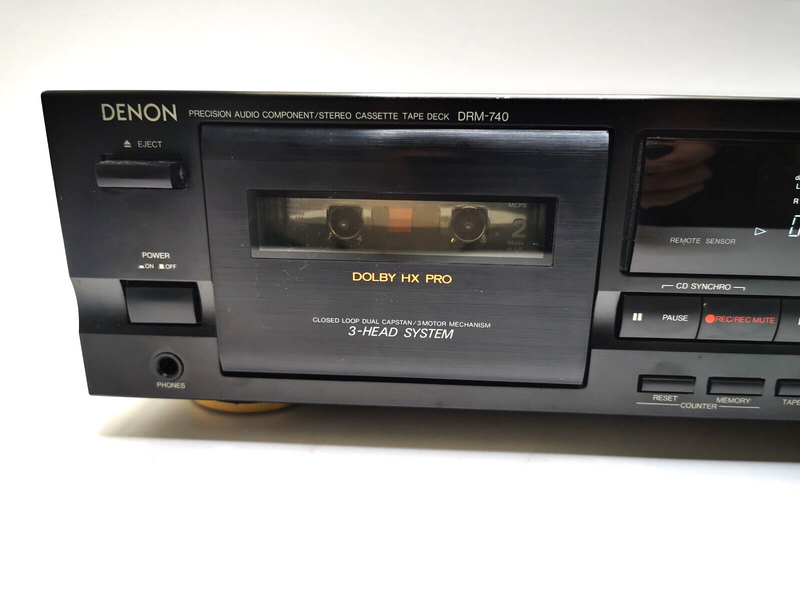 DENON PRECISION AUDIO COMPONENT/STEREO CASSETTE TAPE DECK DRM-740
EJECT
MCPS
2
DOLBY HX PRO
CLOSED LOOP DUAL CAPSTAN/3 MOTOR MECHANISM
3-HEAD SYSTEM
POWER
ON OFF
PHONES
REMOTE SENSOR
CD SYNCHRO
PAUSE
REC/REC MUTE
RESET MEMORY
COUNTER